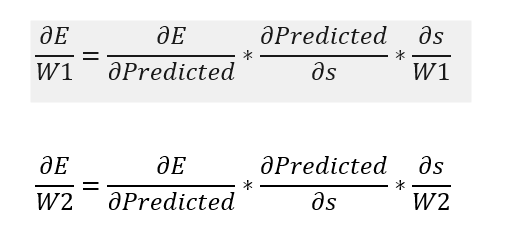 ∂E/W1 = ∂E/∂Predicted * ∂Predicted/∂s * ∂s/W1
∂E/W2 = ∂E/∂Predicted * ∂Predicted/∂s * ∂s/W2